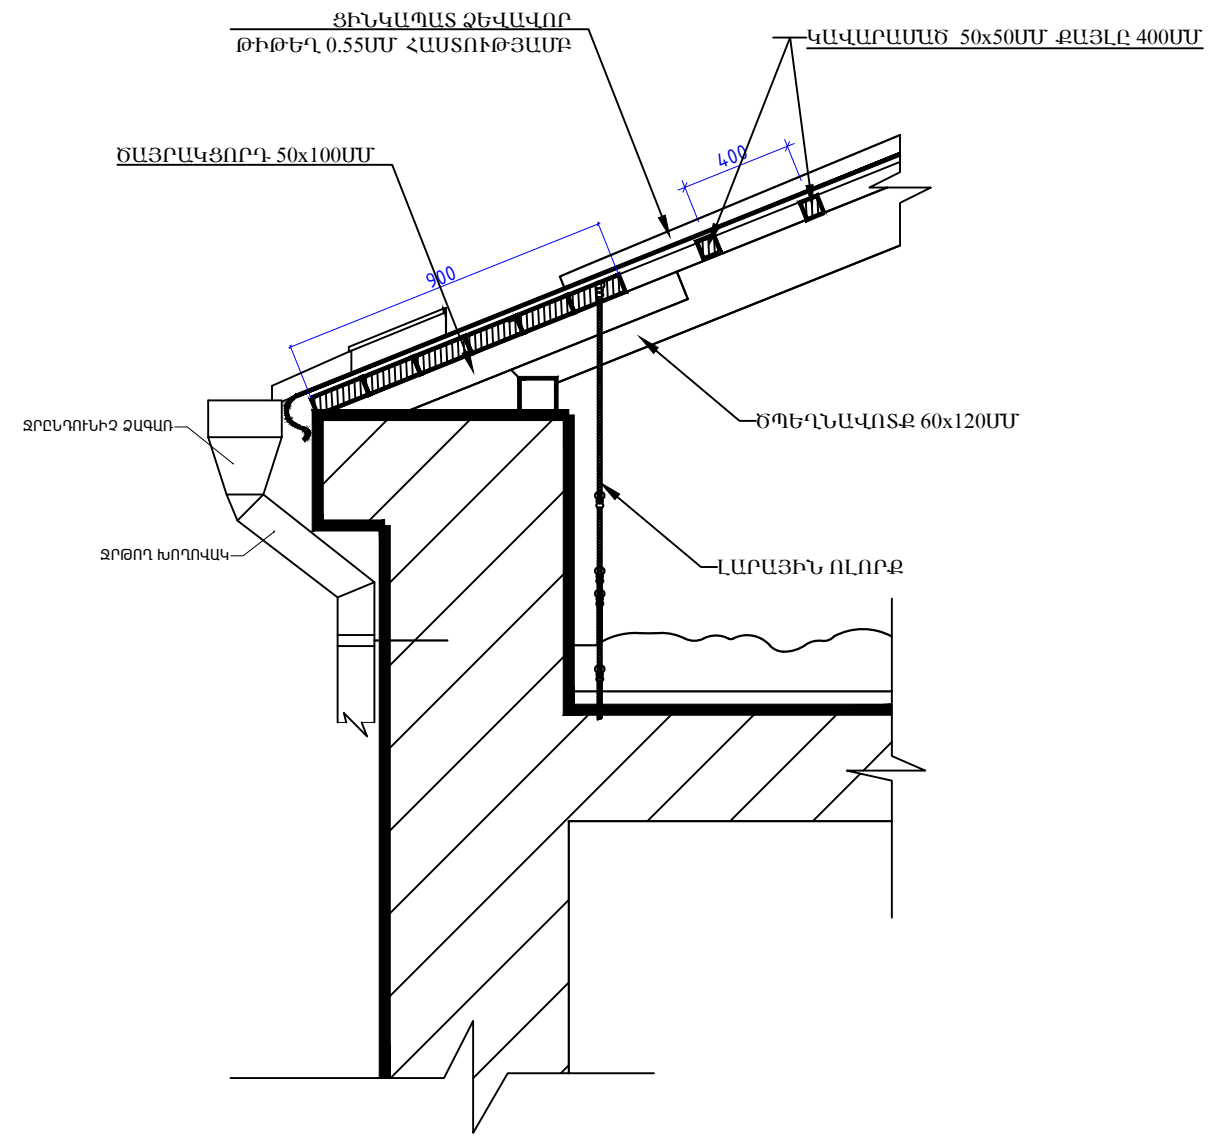 ՑԻՆԿԱՊԱՏ ՁԵՎԱՎՈՐ
ԹԻԹԵՂ 0.55ՄՄ ՀԱՍՏՈՒԹՅԱՄԲ
ԿԱՎԱՐԱՄԱԾ 50x50ՄՄ ՔԱՅԼԸ 400ՄՄ
ԾԱՅՐԱԿՑՈՐԴ 50x100ՄՄ
400
900
ՋՐԸՆԴՈՒՆԻՉ ՁԱԳԱՌ
ԾՊԵՂՆԱՎՈՏՔ 60x120ՄՄ
ՋՐԹՈՂ ԽՈՂՈՎԱԿ
ԼԱՐԱՅԻՆ ՈԼՈՐՔ